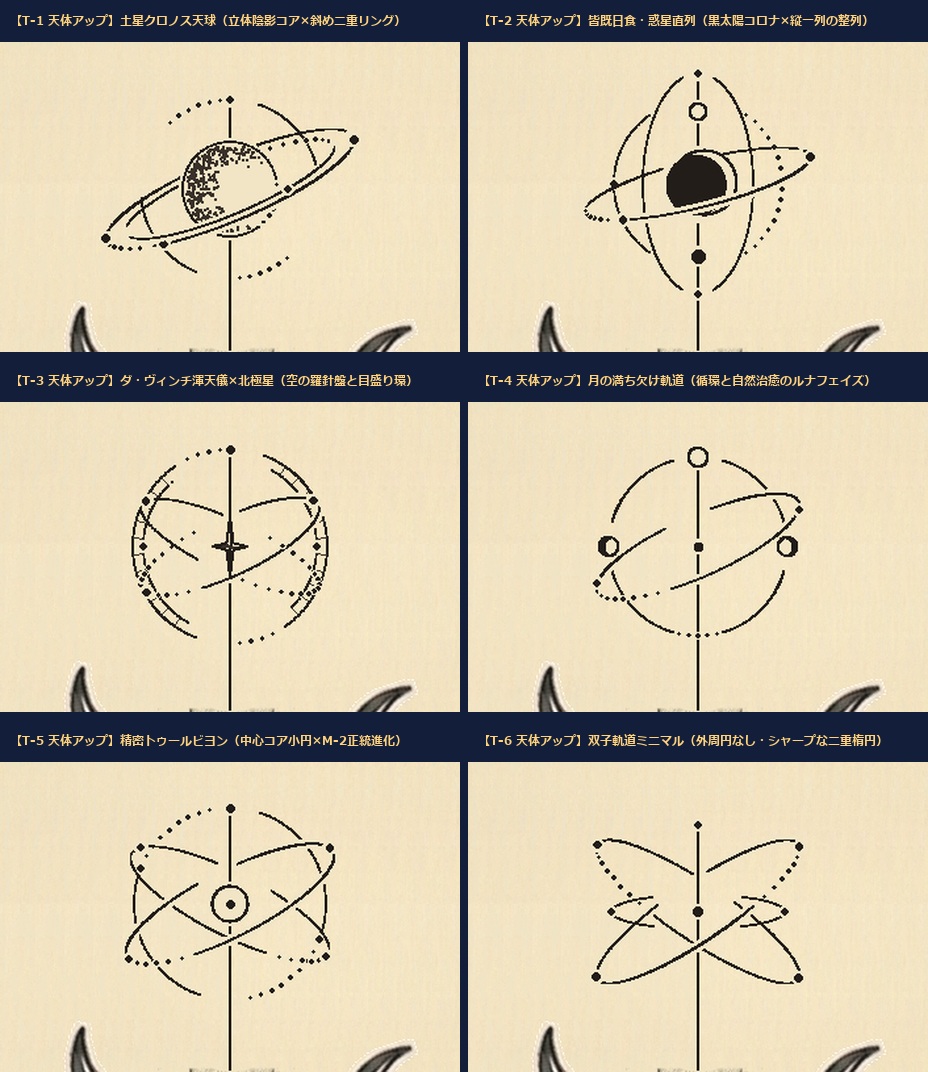 【T-1 天体アップ】土星クロノス天球（立体陰影コア×斜め二重リング）
【T-2 天体アップ】皆既日食・惑星直列（黒太陽コロナ×縦一列の整列）
【T-3 天体アップ】ダ・ヴィンチ渾天儀×北極星（空の羅針盤と目盛り環）
【T-4 天体アップ】月の満ち欠け軌道（循環と自然治癒のルナフェイズ）
【T-5 天体アップ】精密トゥールビヨン（中心コア小円×M-2正統進化）
【T-6 天体アップ】双子軌道ミニマル（外周円なし・シャープな二重楕円）